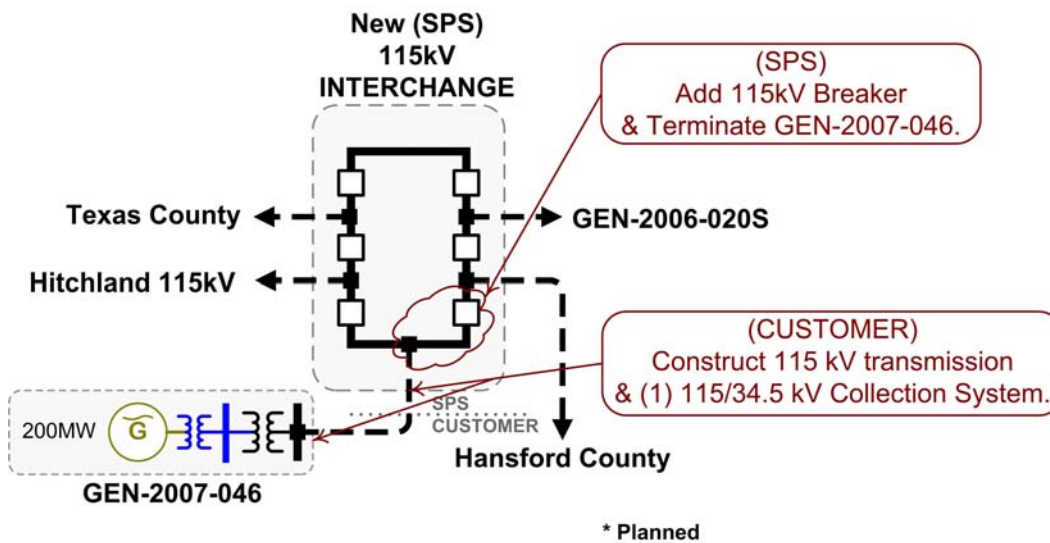 New (SPS)
115kV
INTERCHANGE
(SPS)
Add 115kV Breaker
& Terminate GEN-2007-046.
Texas County
GEN-2006-020S
Hitchland 115kV
(CUSTOMER)
Construct 115 kV transmission
& (1) 115/34.5 kV Collection System.
SPS
CUSTOMER
200MW
G
Hansford County
GEN-2007-046
* Planned